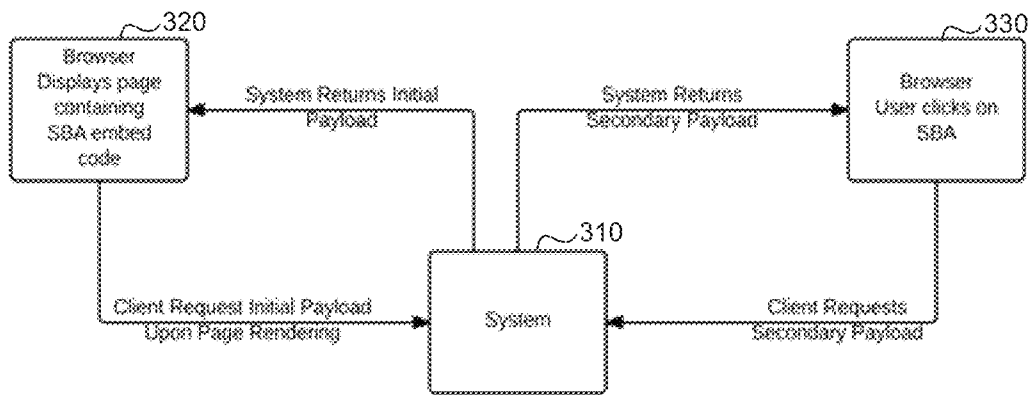 320
Browser
Displays page
containing
SBA embed
code
System Returns Initial
Payload
System Returns
Secondary Payload
330
Browser
User clicks on
SBA
310
System
Client Request Initial Payload
Upon Page Rendering
Client Requests
Secondary Payload